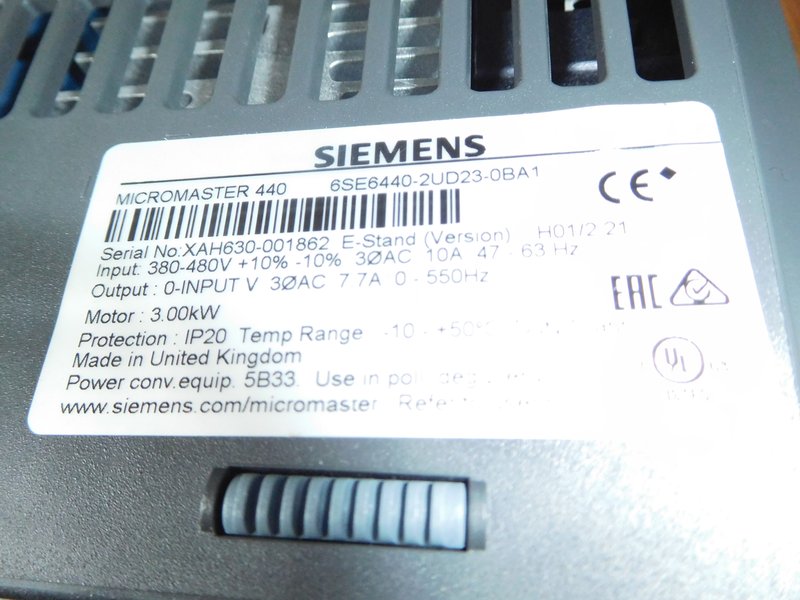 SIEMENS
MICROMASTER 440 6SE6440-2UD23-0BA1
CE
Serial No:XAH630-001862 E-Stand (Version) H01/2 21
Input: 380-480V +10% -10% 3ØAC 10A 47 - 63 Hz
Output : 0-INPUT V 3ØAC 7 7A 0 - 550Hz
EAC
Motor : 3.00kW
Protection : IP20 Temp Range -10 - +50°
Made in United Kingdom
UL
Power conv.equip. 5B33. Use in
www.siemens.com/micromaster